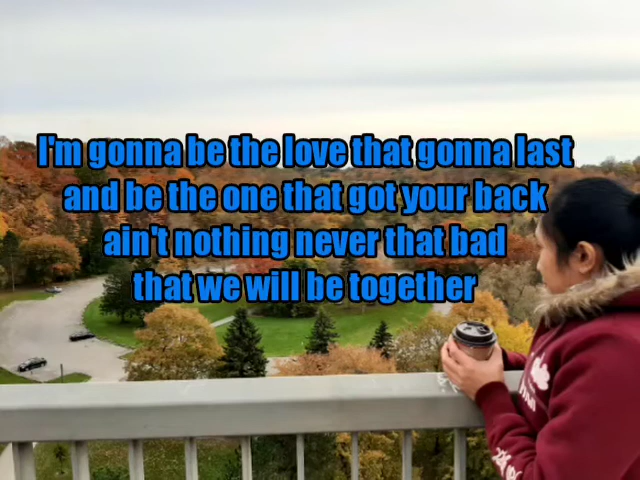 I'm gonna be the love that gonna last
and be the one that got your back
ain't nothing never that bad
that we will be together